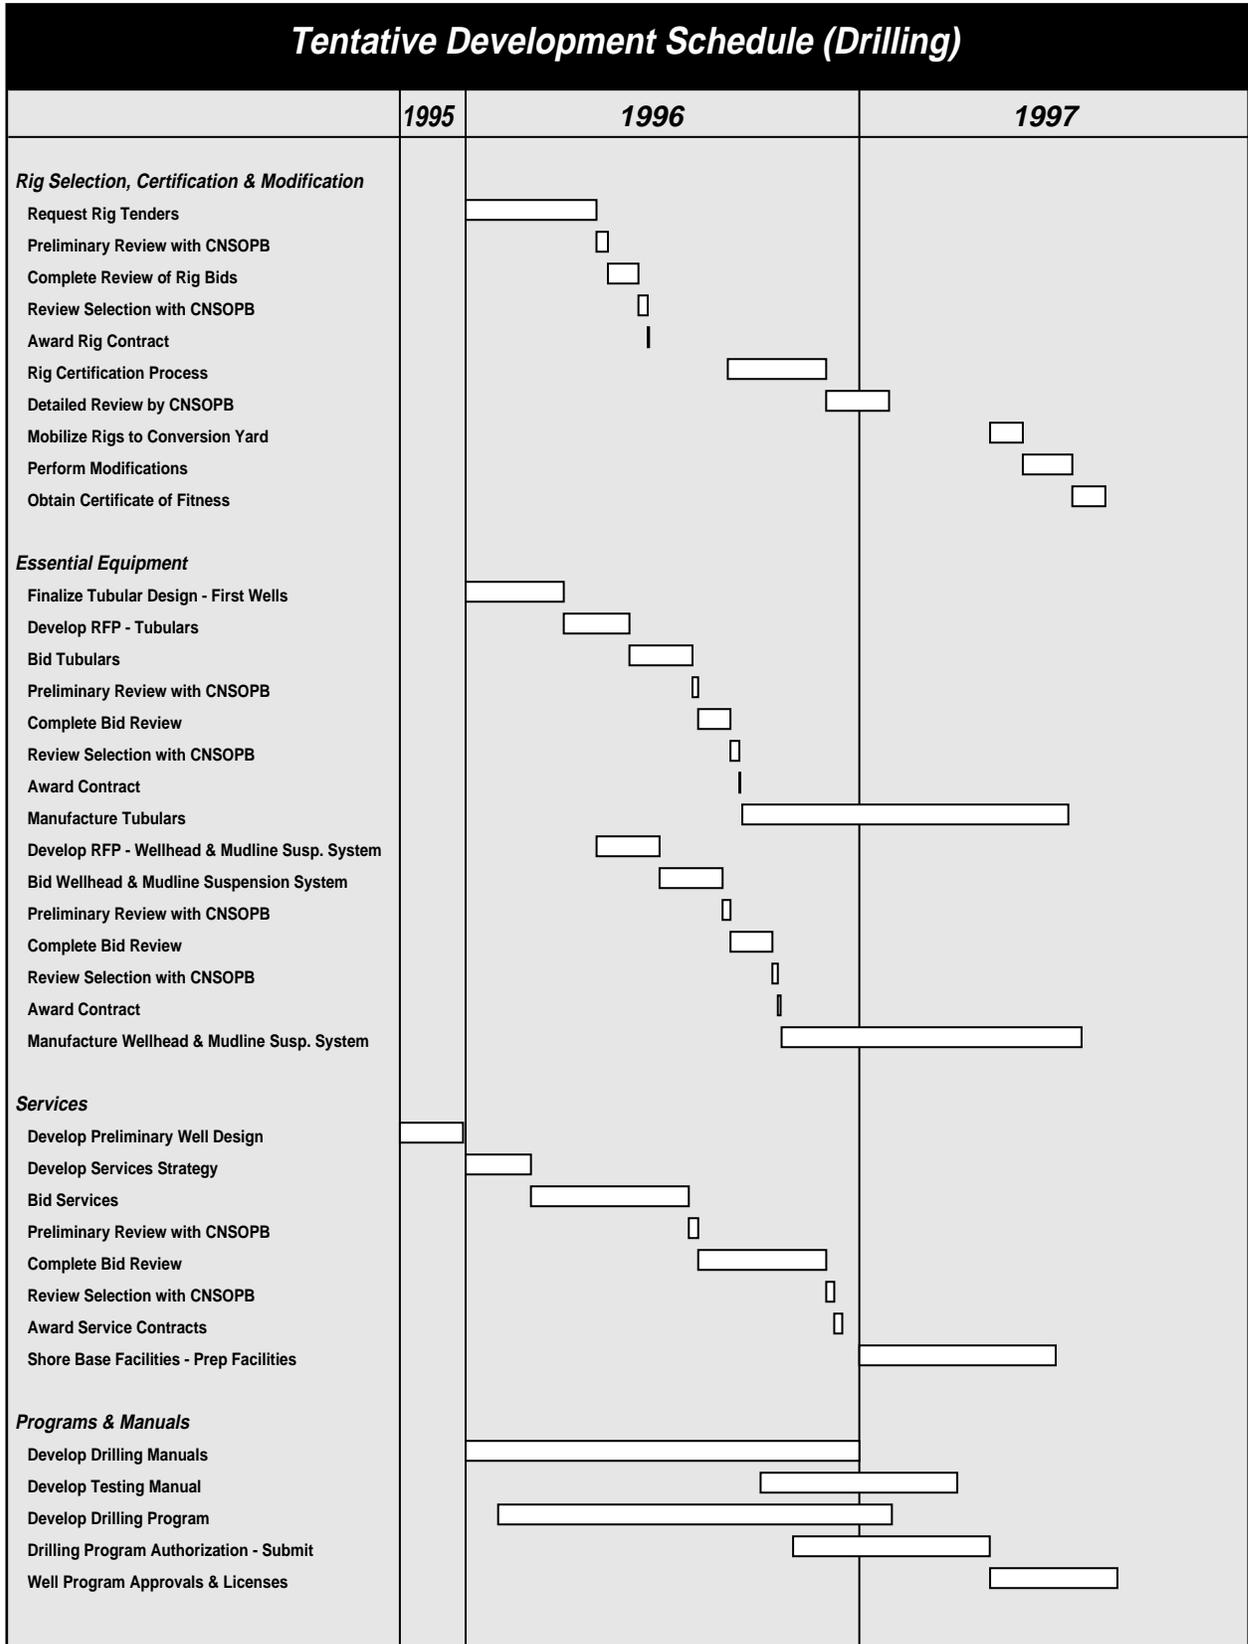 Tentative Development Schedule (Drilling)
1995 1996 1997
Rig Selection, Certification & Modification
Request Rig Tenders
Preliminary Review with CNSOPB
Complete Review of Rig Bids
Review Selection with CNSOPB
Award Rig Contract
Rig Certification Process
Detailed Review by CNSOPB
Mobilize Rigs to Conversion Yard
Perform Modifications
Obtain Certificate of Fitness
Essential Equipment
Finalize Tubular Design - First Wells
Develop RFP - Tubulars
Bid Tubulars
Preliminary Review with CNSOPB
Complete Bid Review
Review Selection with CNSOPB
Award Contract
Manufacture Tubulars
Develop RFP - Wellhead & Mudline Susp. System
Bid Wellhead & Mudline Suspension System
Preliminary Review with CNSOPB
Complete Bid Review
Review Selection with CNSOPB
Award Contract
Manufacture Wellhead & Mudline Susp. System
Services
Develop Preliminary Well Design
Develop Services Strategy
Bid Services
Preliminary Review with CNSOPB
Complete Bid Review
Review Selection with CNSOPB
Award Service Contracts
Shore Base Facilities - Prep Facilities
Programs & Manuals
Develop Drilling Manuals
Develop Testing Manual
Develop Drilling Program
Drilling Program Authorization - Submit
Well Program Approvals & Licenses